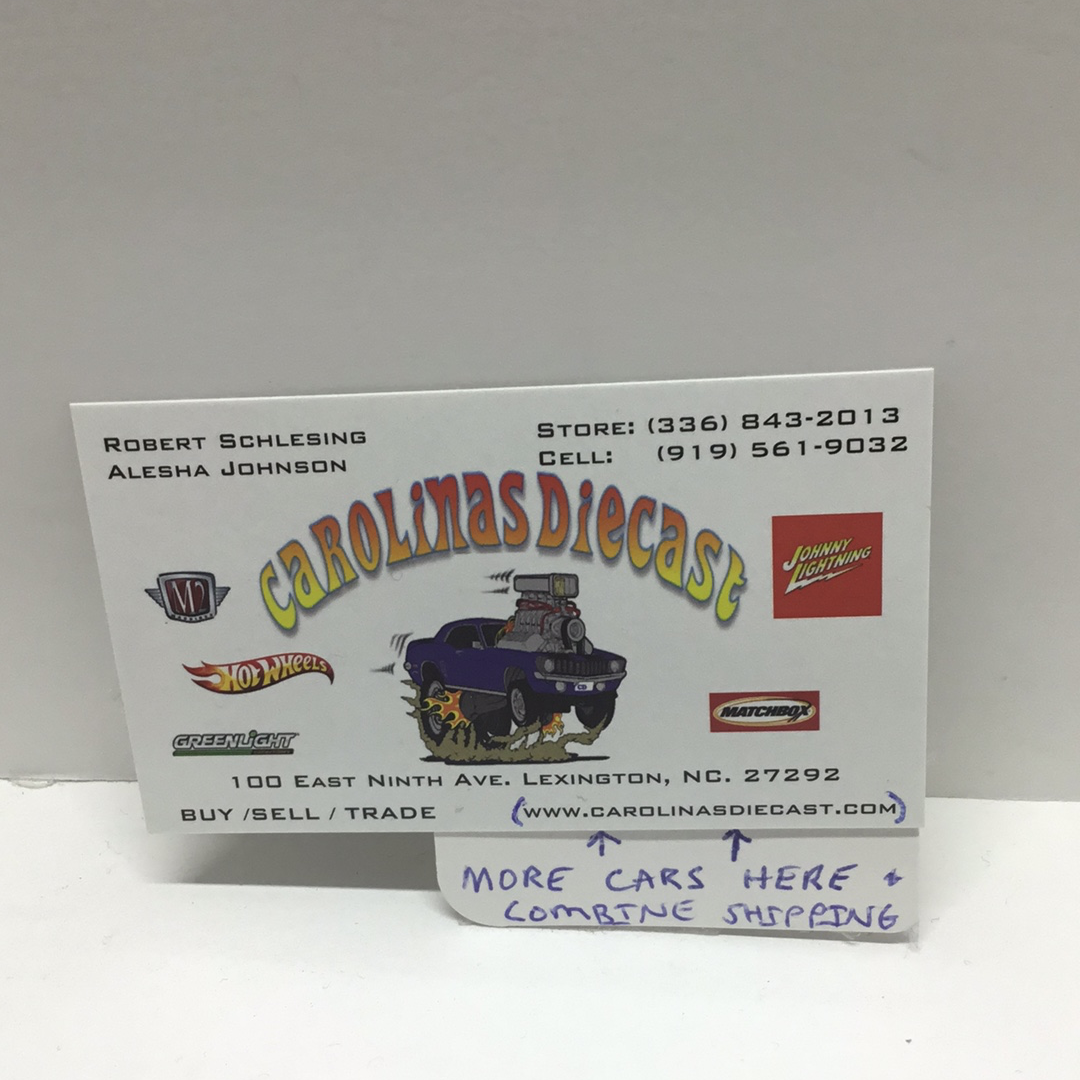 ROBERT SCHLESING
ALESHA JOHNSON
STORE: (336) 843-2013
CELL: (919) 561-9032
CAROLINAS DIECAST
JOHNNY
LIGHTNING
M2
HOT WHEELS
MATCHBOX
GREENLIGHT
CD
100 EAST NINTH AVE. LEXINGTON, NC. 27292
BUY /SELL / TRADE
(WWW.CAROLINASDIECAST.COM)
MORE CARS HERE +
COMBINE SHIPPING